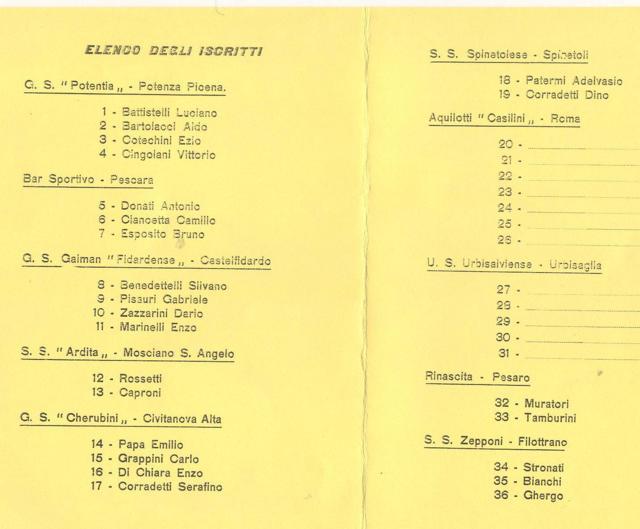 ELENCO DEGLI ISCRITTI
G. S. "Potentia„ - Potenza Picena.
1 - Battistelli Luciano
2 - Bartolacci Aldo
3 - Cotechini Ezio
4 - Cingolani Vittorio
Bar Sportivo - Pescara
5 - Donati Antonio
6 - Ciancetta Camillo
7 - Esposito Bruno
G. S. Gaiman "Fidardense„ - Castelfidardo
8 - Benedettelli Silvano
9 - Pissuri Gabriele
10 - Zazzarini Dario
11 - Marinelli Enzo
S. S. "Ardita„ - Mosciano S. Angelo
12 - Rossetti
13 - Caproni
G. S. "Cherubini„ - Civitanova Alta
14 - Papa Emilio
15 - Grappini Carlo
16 - Di Chiara Enzo
17 - Corradetti Serafino
S. S. Spinetolese - Spinetoli
18 - Patermi Adelvasio
19 - Corradetti Dino
Aquilotti "Casilini„ - Roma
20 -
21 -
22 -
23 -
24 -
25 -
26 -
U. S. Urbisalviense - Urbisaglia
27 -
28 -
29 -
30 -
31 -
Rinascita - Pesaro
32 - Muratori
33 - Tamburini
S. S. Zepponi - Filottrano
34 - Stronati
35 - Bianchi
36 - Ghergo